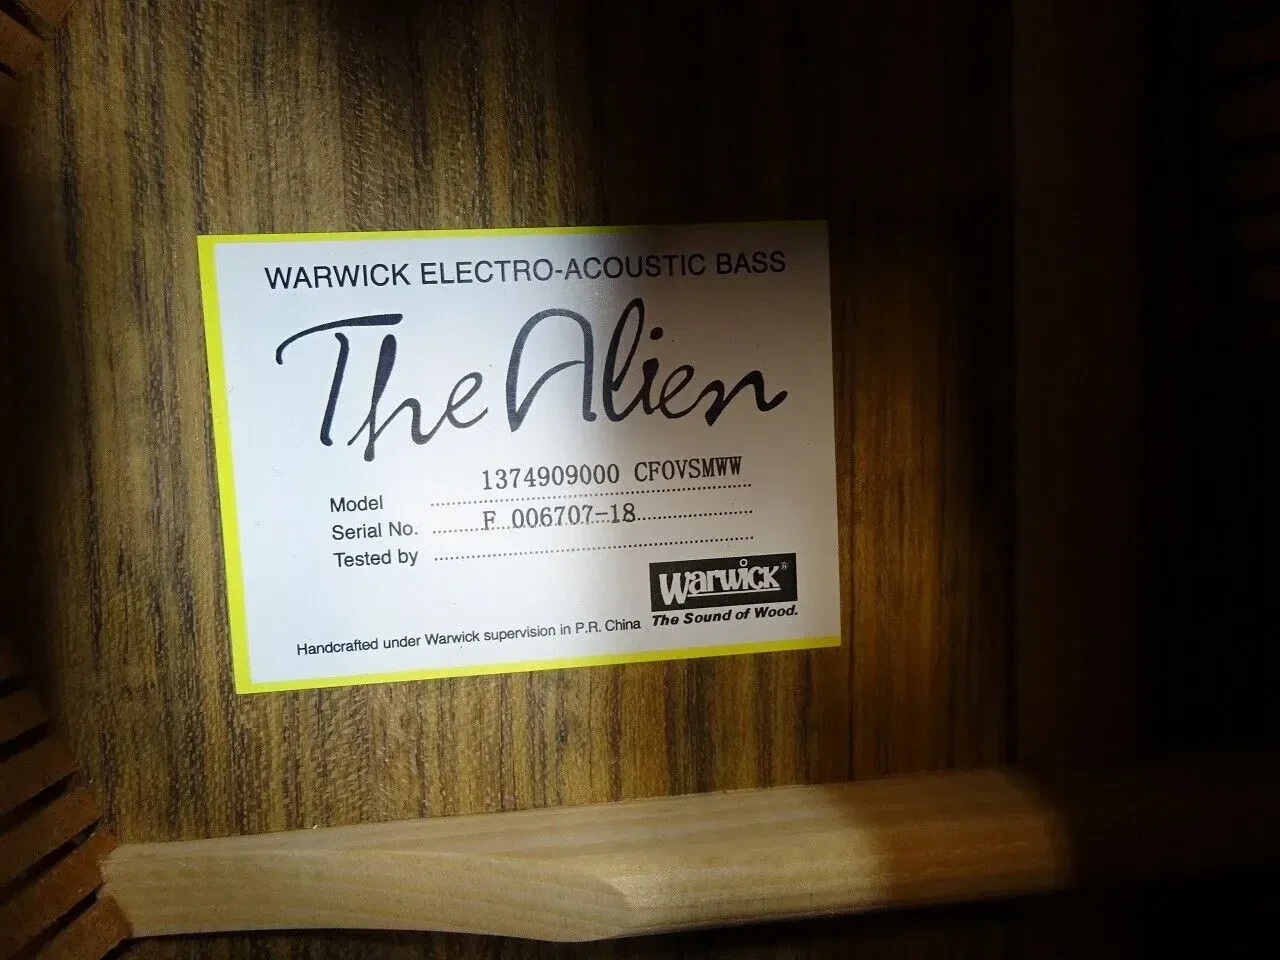 WARWICK ELECTRO-ACOUSTIC BASS
The Alien
Model 1374909000 CFOVSMWW
Serial No. F 006707-18
Tested by
Warwick®
The Sound of Wood.
Handcrafted under Warwick supervision in P.R. China